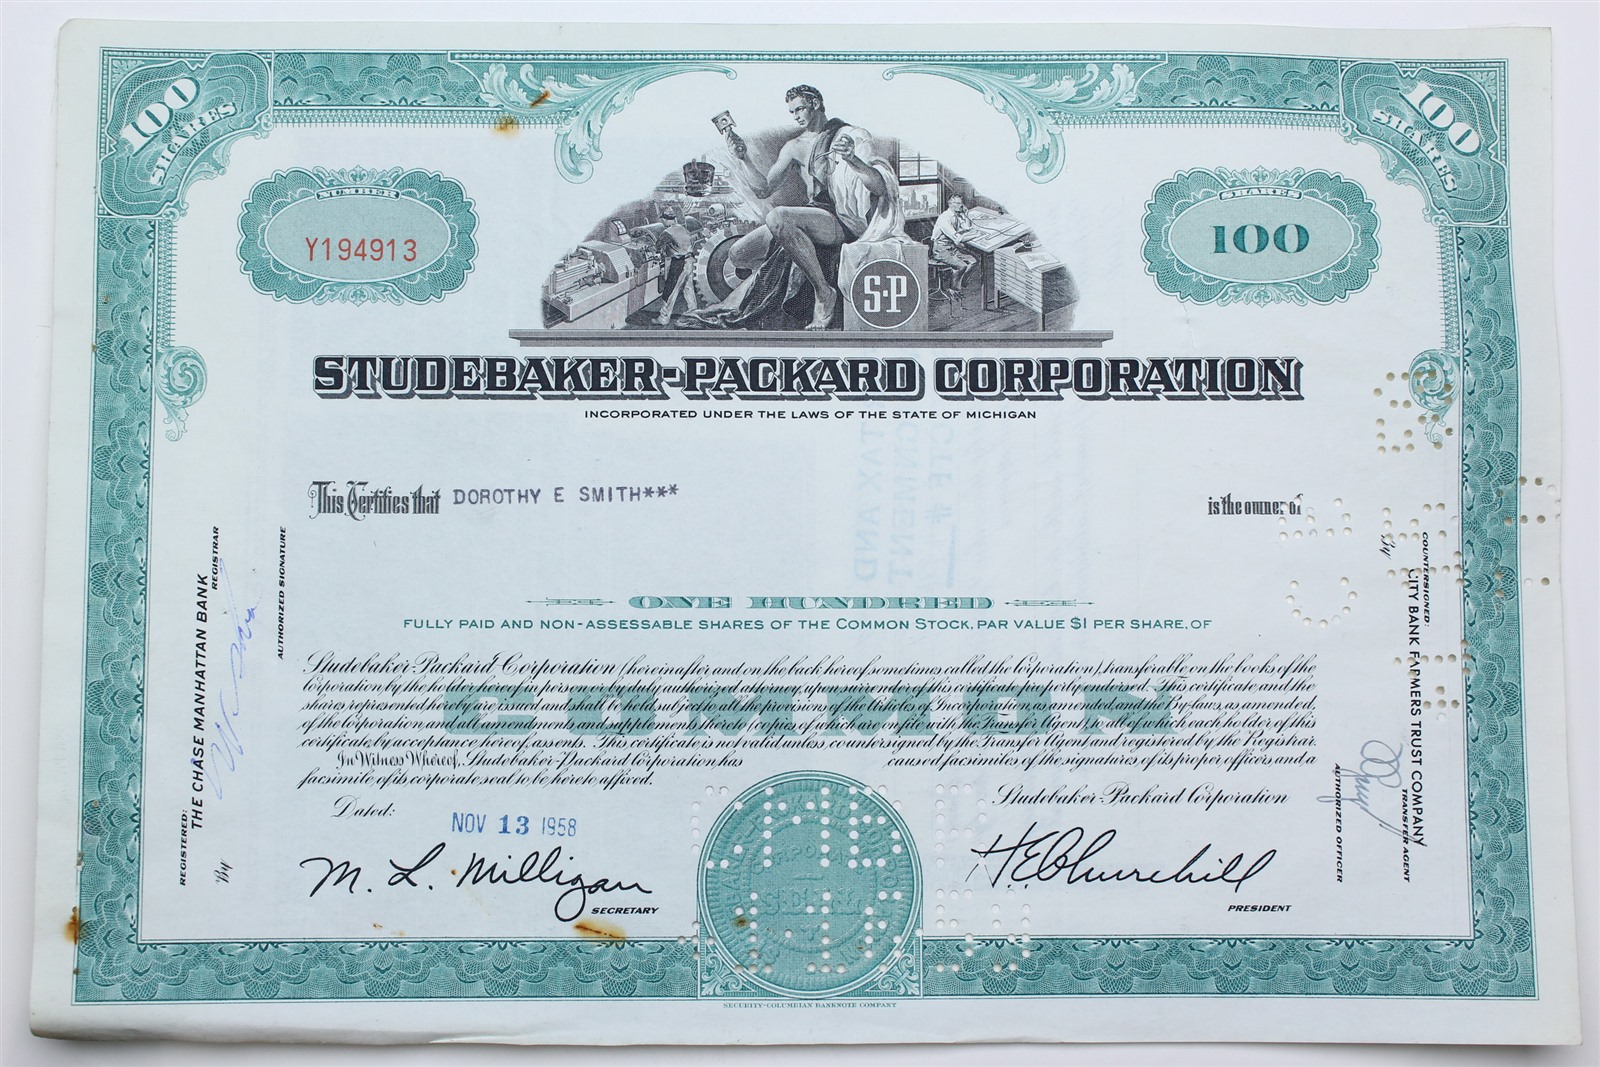 100 SHARES
100 SHARES
NUMBER
Y194913
SHARES
100
S-P
STUDEBAKER-PACKARD CORPORATION
INCORPORATED UNDER THE LAWS OF THE STATE OF MICHIGAN
This Certifies that DOROTHY E SMITH*** is the owner of
ONE HUNDRED
FULLY PAID AND NON-ASSESSABLE SHARES OF THE COMMON STOCK, PAR VALUE $1 PER SHARE, OF
COMMON
Studebaker-Packard Corporation (hereinafter and on the back hereof sometimes called the Corporation), transferable on the books of the
Corporation by the holder hereof in person or by duly authorized attorney, upon surrender of this certificate properly endorsed. This certificate and the
shares represented hereby are issued and shall be held subject to all the provisions of the Articles of Incorporation, as amended, and the By-laws, as amended,
of the Corporation and all amendments and supplements thereto (copies of which are on file with the Transfer Agent), to all of which each holder of this
certificate, by acceptance hereof, assents. This certificate is not valid unless countersigned by the Transfer Agent and registered by the Registrar.
In Witness Whereof, Studebaker-Packard Corporation has caused facsimiles of the signatures of its proper officers and a
facsimile of its corporate seal to be hereto affixed.
Dated:
NOV 13 1958
M. L. Milligan
SECRETARY
Studebaker-Packard Corporation
H.E. Churchill
PRESIDENT
REGISTERED:
THE CHASE MANHATTAN BANK
REGISTRAR
By
AUTHORIZED SIGNATURE
COUNTERSIGNED:
CITY BANK FARMERS TRUST COMPANY
TRANSFER AGENT
By
AUTHORIZED OFFICER
SECURITY-COLUMBIAN BANKNOTE COMPANY